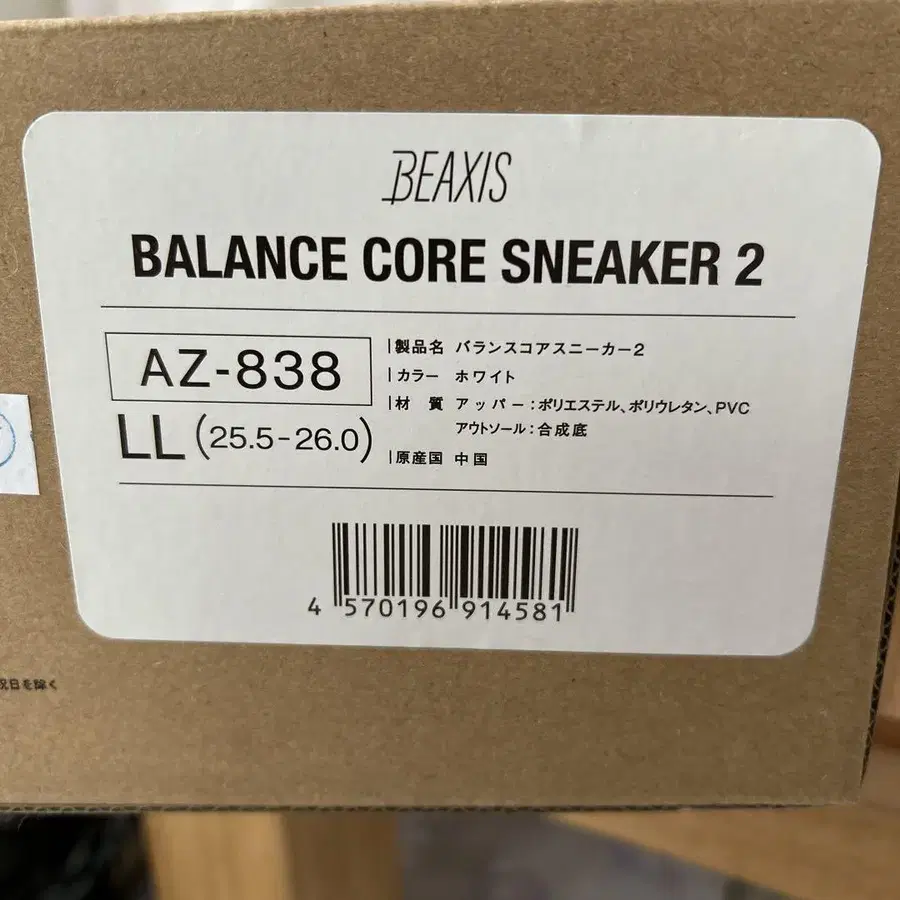 BEAXIS
BALANCE CORE SNEAKER 2
AZ-838
LL (25.5-26.0)
製品名 バランスコアスニーカー2
カラー ホワイト
材 質 アッパー:ポリエステル、ポリウレタン、PVC
アウトソール:合成底
原産国 中国
4 570196 914581
祝日を除く